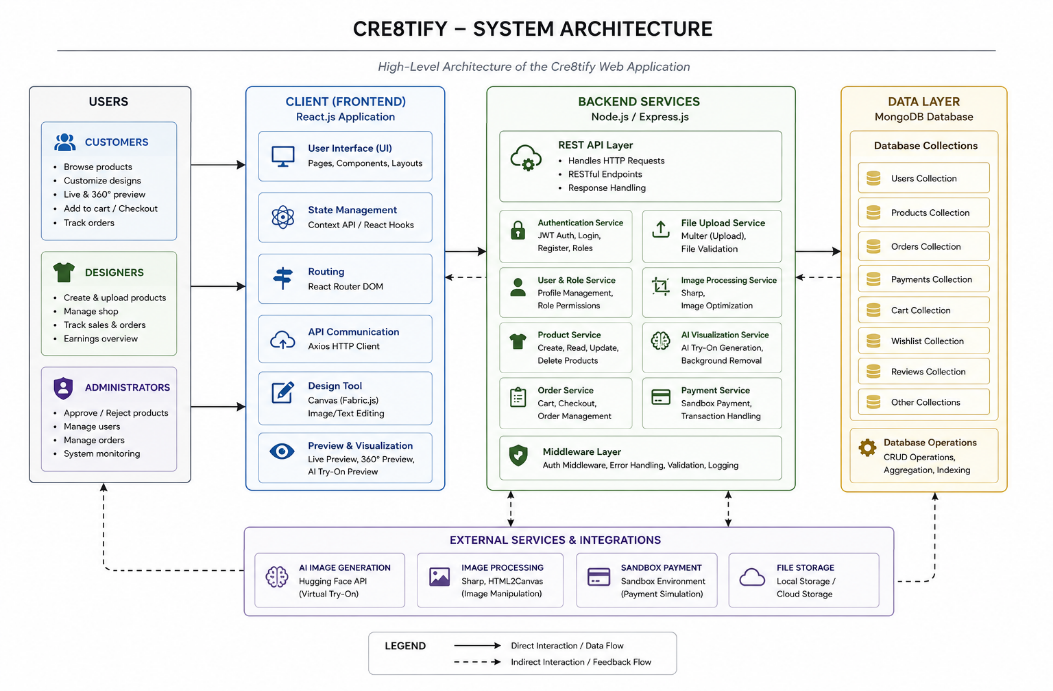 CRE8TIFY – SYSTEM ARCHITECTURE
High-Level Architecture of the Cre8tify Web Application
USERS
CUSTOMERS
• Browse products
• Customize designs
• Live & 360° preview
• Add to cart / Checkout
• Track orders
DESIGNERS
• Create & upload products
• Manage shop
• Track sales & orders
• Earnings overview
ADMINISTRATORS
• Approve / Reject products
• Manage users
• Manage orders
• System monitoring
CLIENT (FRONTEND)
React.js Application
User Interface (UI)
Pages, Components, Layouts
State Management
Context API / React Hooks
Routing
React Router DOM
API Communication
Axios HTTP Client
Design Tool
Canvas (Fabric.js)
Image/Text Editing
Preview & Visualization
Live Preview, 360° Preview,
AI Try-On Preview
BACKEND SERVICES
Node.js / Express.js
REST API Layer
• Handles HTTP Requests
• RESTful Endpoints
• Response Handling
Authentication Service
JWT Auth, Login,
Register, Roles
File Upload Service
Multer (Upload),
File Validation
User & Role Service
Profile Management,
Role Permissions
Image Processing Service
Sharp,
Image Optimization
Product Service
Create, Read, Update,
Delete Products
AI Visualization Service
AI Try-On Generation,
Background Removal
Order Service
Cart, Checkout,
Order Management
Payment Service
Sandbox Payment,
Transaction Handling
Middleware Layer
Auth Middleware, Error Handling, Validation, Logging
DATA LAYER
MongoDB Database
Database Collections
Users Collection
Products Collection
Orders Collection
Payments Collection
Cart Collection
Wishlist Collection
Reviews Collection
Other Collections
Database Operations
CRUD Operations,
Aggregation, Indexing
EXTERNAL SERVICES & INTEGRATIONS
AI IMAGE GENERATION
Hugging Face API
(Virtual Try-On)
IMAGE PROCESSING
Sharp, HTML2Canvas
(Image Manipulation)
SANDBOX PAYMENT
Sandbox Environment
(Payment Simulation)
FILE STORAGE
Local Storage /
Cloud Storage
LEGEND
Direct Interaction / Data Flow
Indirect Interaction / Feedback Flow